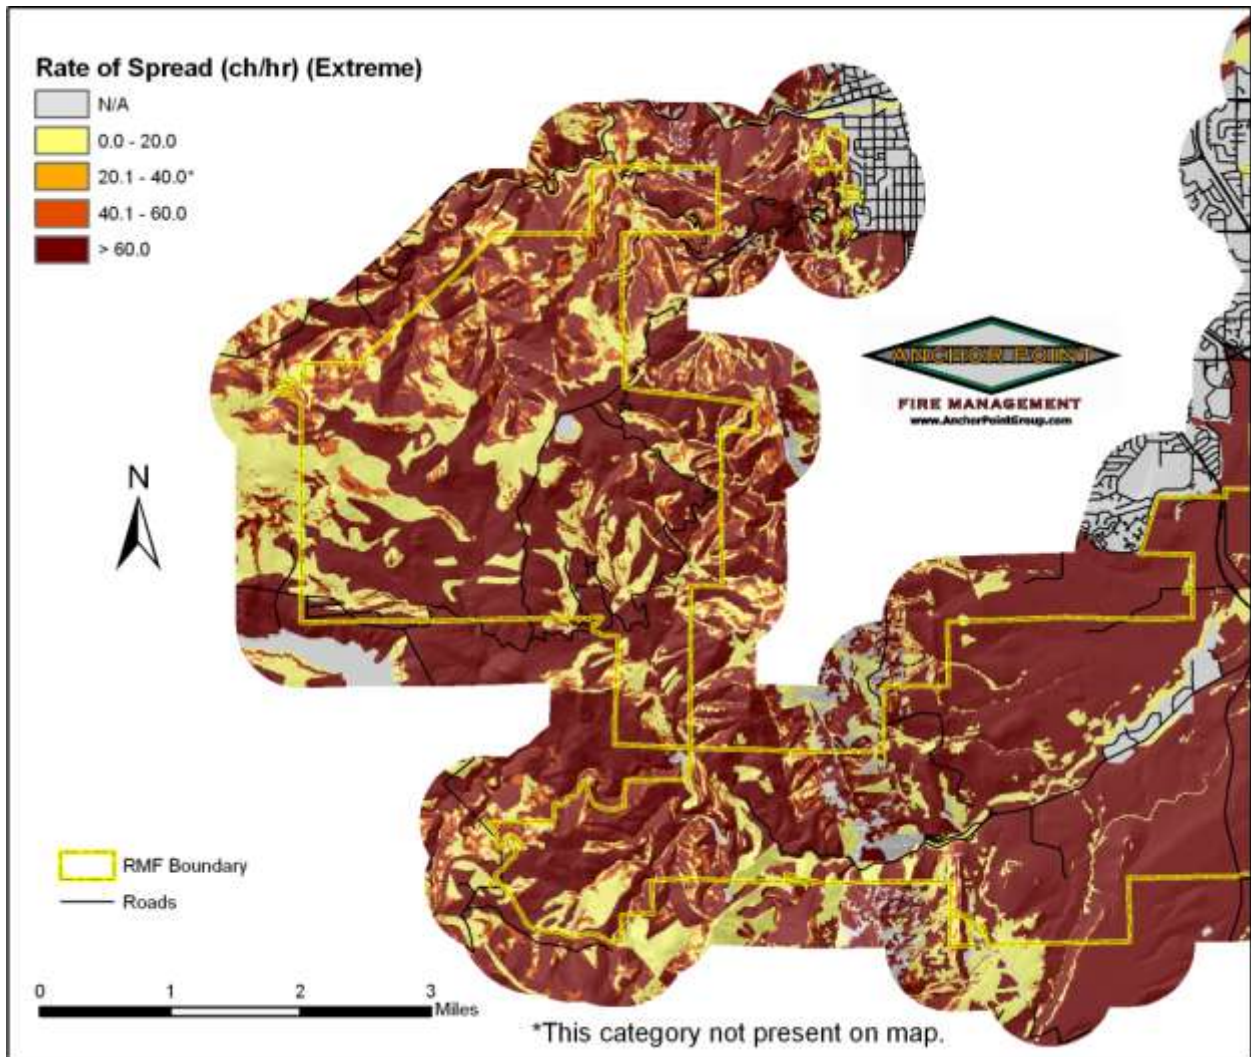 Rate of Spread (ch/hr) (Extreme)
N/A
0.0 - 20.0
20.1 - 40.0*
40.1 - 60.0
> 60.0
ANCHOR POINT
FIRE MANAGEMENT
www.AnchorPointGroup.com
N
RMF Boundary
Roads
0 1 2 3
Miles
*This category not present on map.